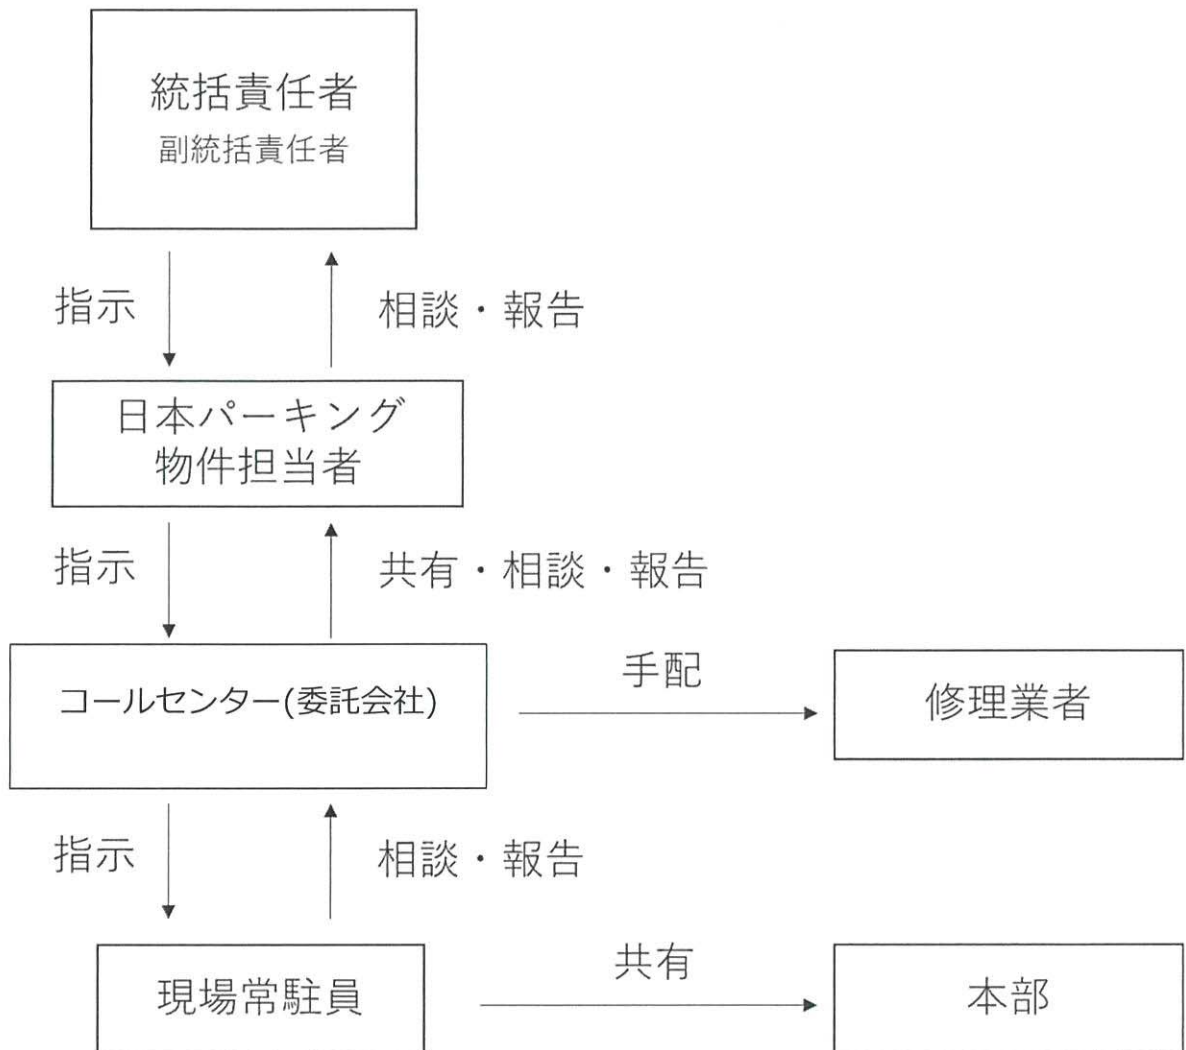 統括責任者
副統括責任者
指示
相談・報告
日本パーキング
物件担当者
指示
共有・相談・報告
コールセンター(委託会社)
手配
修理業者
指示
相談・報告
現場常駐員
共有
本部